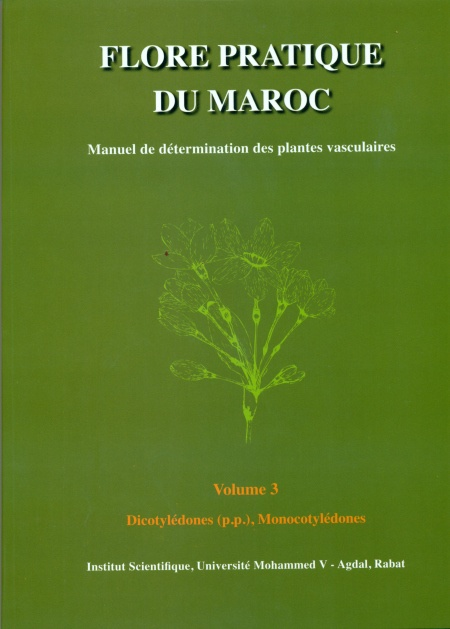 FLORE PRATIQUE
DU MAROC
Manuel de détermination des plantes vasculaires
Volume 3
Dicotylédones (p.p.), Monocotylédones
Institut Scientifique, Université Mohammed V - Agdal, Rabat